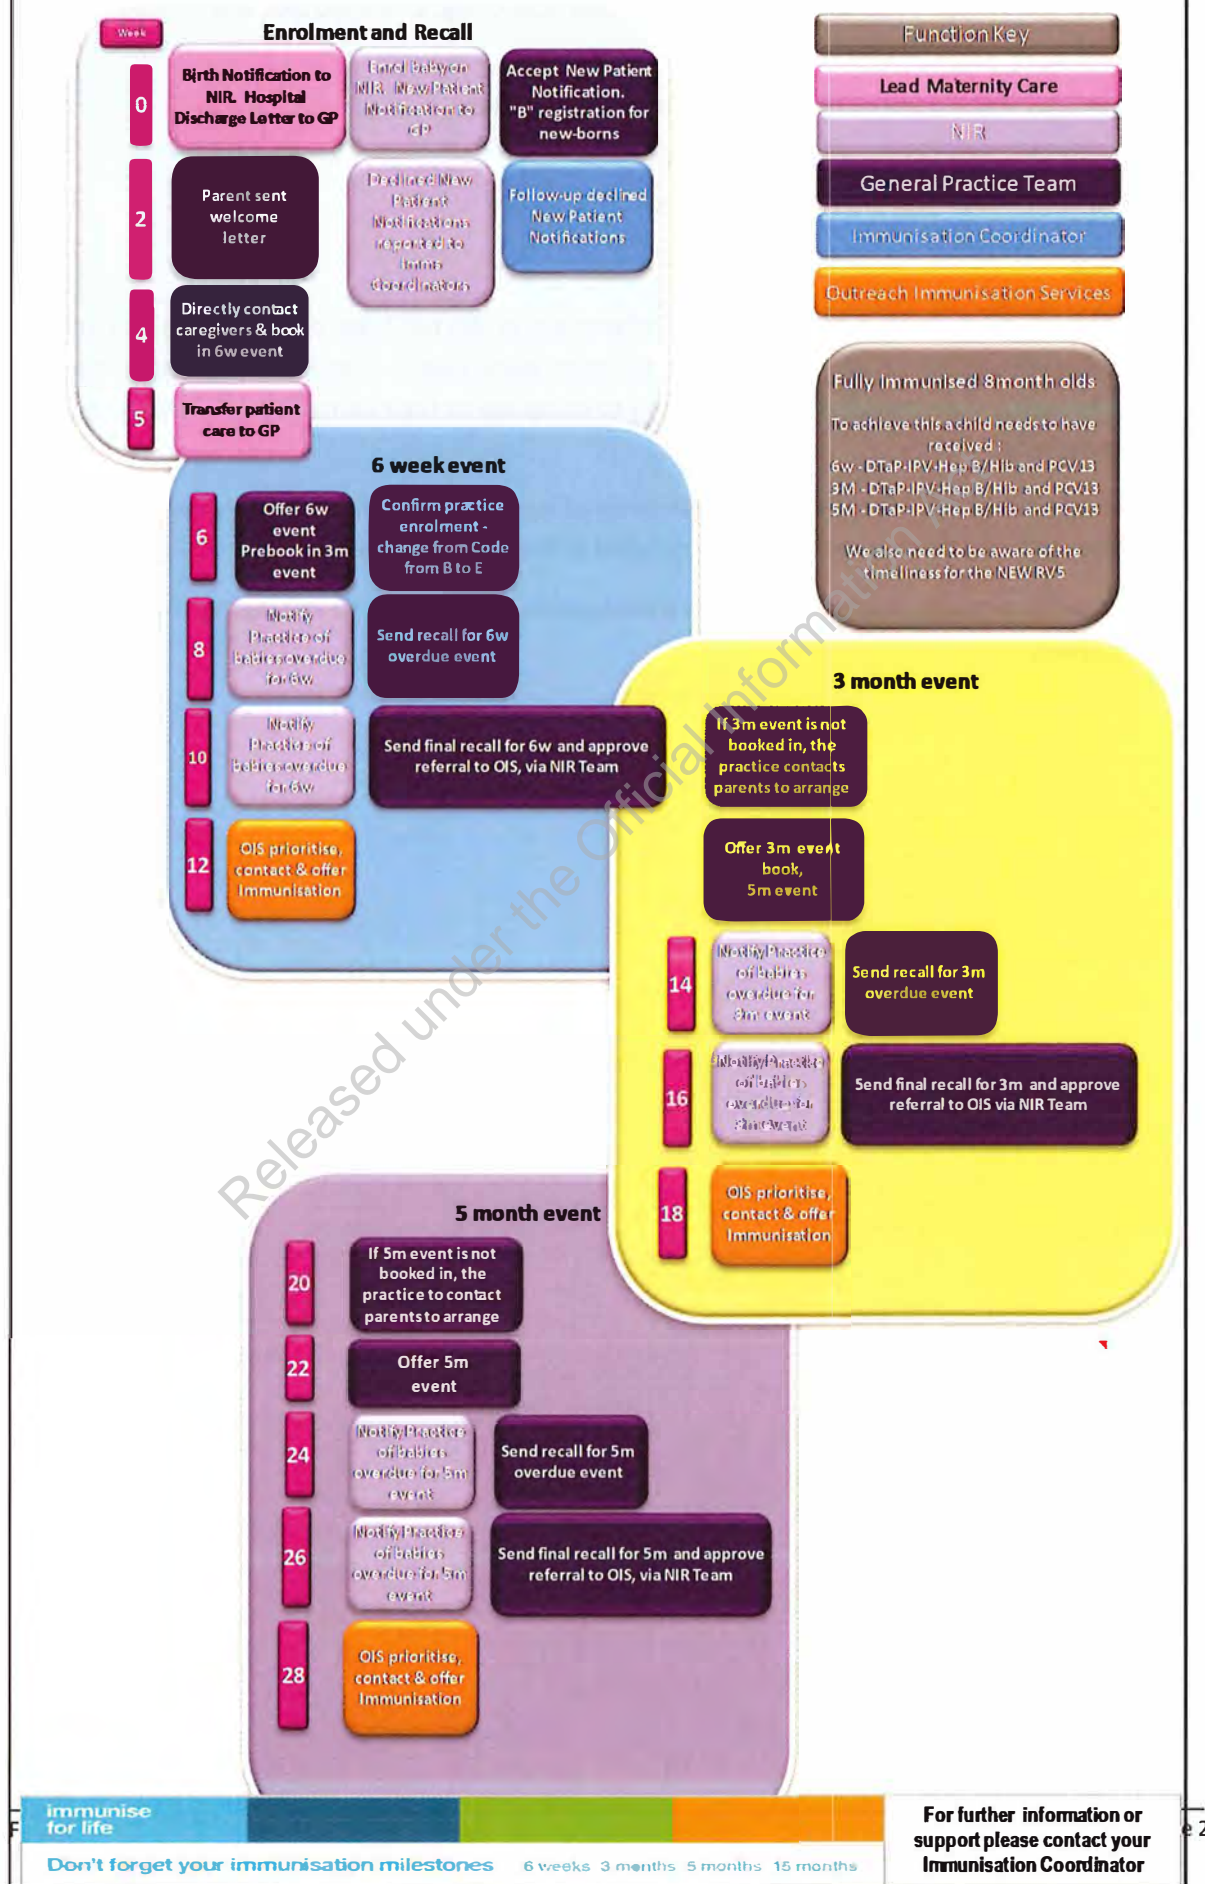 Week
Enrolment and Recall
0
Birth Notification to
NIR. Hospital
Discharge Letter to GP
Enrol baby on
NIR. New Patient
Notification to
GP
Accept New Patient
Notification.
"B" registration for
new-borns
2
Parent sent
welcome
letter
Declined New
Patient
Notifications
reported to
Imms
Coordinators
Follow-up declined
New Patient
Notifications
4
Directly contact
caregivers & book
in 6w event
5
Transfer patient
care to GP
Function Key
Lead Maternity Care
NIR
General Practice Team
Immunisation Coordinator
Outreach Immunisation Services
Fully immunised 8month olds
To achieve this a child needs to have
received :
6w - DTaP-IPV-Hep B/Hib and PCV13
3M - DTaP-IPV-Hep B/Hib and PCV13
5M - DTaP-IPV-Hep B/Hib and PCV13
We also need to be aware of the
timeliness for the NEW RV5
6 week event
6
Offer 6w
event
Prebook in 3m
event
Confirm practice
enrolment -
change from Code
from B to E
8
Notify
Practice of
babies overdue
for 6w
Send recall for 6w
overdue event
10
Notify
Practice of
babies overdue
for 6w
Send final recall for 6w and approve
referral to OIS, via NIR Team
12
OIS prioritise,
contact & offer
Immunisation
3 month event
If 3m event is not
booked in, the
practice contacts
parents to arrange
Offer 3m event
book,
5m event
14
Notify Practice
of babies
overdue for
3m event
Send recall for 3m
overdue event
16
Notify Practice
of babies
overdue for
3m event
Send final recall for 3m and approve
referral to OIS via NIR Team
18
OIS prioritise,
contact & offer
Immunisation
5 month event
20
If 5m event is not
booked in, the
practice to contact
parents to arrange
22
Offer 5m
event
24
Notify Practice
of babies
overdue for 5m
event
Send recall for 5m
overdue event
26
Notify Practice
of babies
overdue for 5m
event
Send final recall for 5m and approve
referral to OIS, via NIR Team
28
OIS prioritise,
contact & offer
Immunisation
Released under the Official Information
immunise
for life
Don't forget your immunisation milestones 6 weeks 3 months 5 months 15 months
For further information or
support please contact your
Immunisation Coordinator
F
e 2